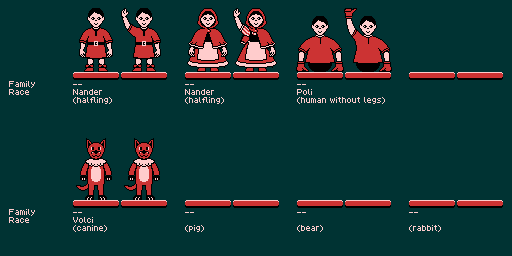 Family -- -- --
Race Nander Nander Poli
(halfling) (halfling) (human without legs)
Family -- -- -- --
Race Volci
(canine) (pig) (bear) (rabbit)